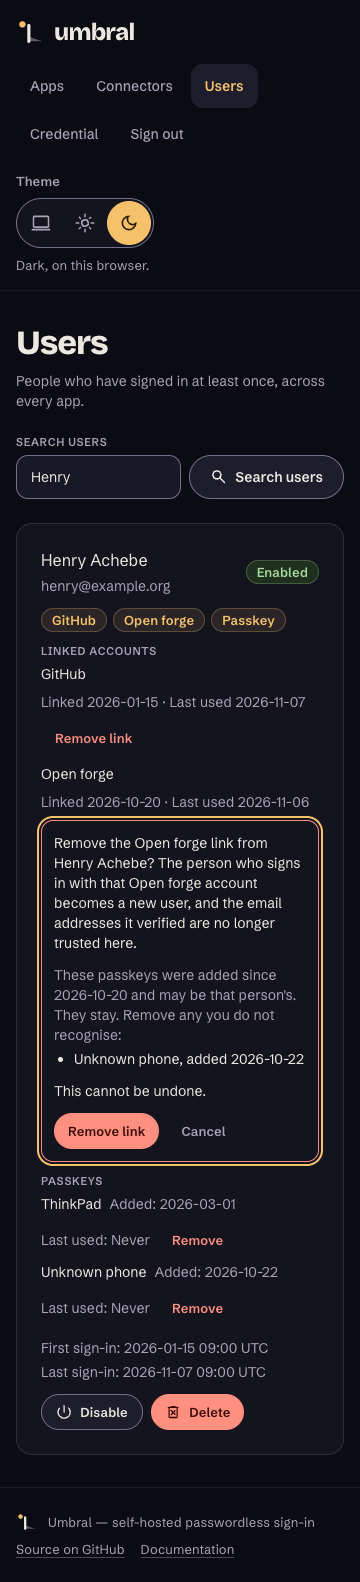 umbral
Apps Connectors Users
Credential Sign out
Theme
Dark, on this browser.
Users
People who have signed in at least once, across
every app.
SEARCH USERS
Henry Search users
Henry Achebe
henry@example.org
Enabled
GitHub Open forge Passkey
LINKED ACCOUNTS
GitHub
Linked 2026-01-15 · Last used 2026-11-07
Remove link
Open forge
Linked 2026-10-20 · Last used 2026-11-06
Remove the Open forge link from
Henry Achebe? The person who signs
in with that Open forge account
becomes a new user, and the email
addresses it verified are no longer
trusted here.
These passkeys were added since
2026-10-20 and may be that person's.
They stay. Remove any you do not
recognise:
• Unknown phone, added 2026-10-22
This cannot be undone.
Remove link Cancel
PASSKEYS
ThinkPad Added: 2026-03-01
Last used: Never Remove
Unknown phone Added: 2026-10-22
Last used: Never Remove
First sign-in: 2026-01-15 09:00 UTC
Last sign-in: 2026-11-07 09:00 UTC
Disable Delete
Umbral — self-hosted passwordless sign-in
Source on GitHub Documentation